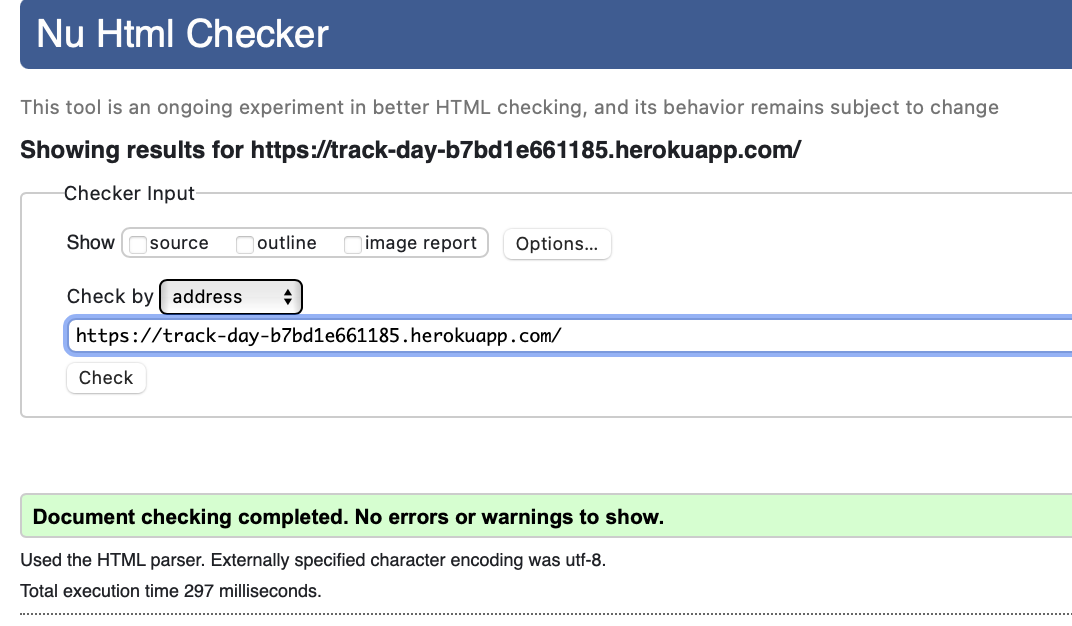 Nu Html Checker
This tool is an ongoing experiment in better HTML checking, and its behavior remains subject to change
Showing results for https://track-day-b7bd1e661185.herokuapp.com/
Checker Input
Show source outline image report Options...
Check by address
https://track-day-b7bd1e661185.herokuapp.com/
Check
Document checking completed. No errors or warnings to show.
Used the HTML parser. Externally specified character encoding was utf-8.
Total execution time 297 milliseconds.